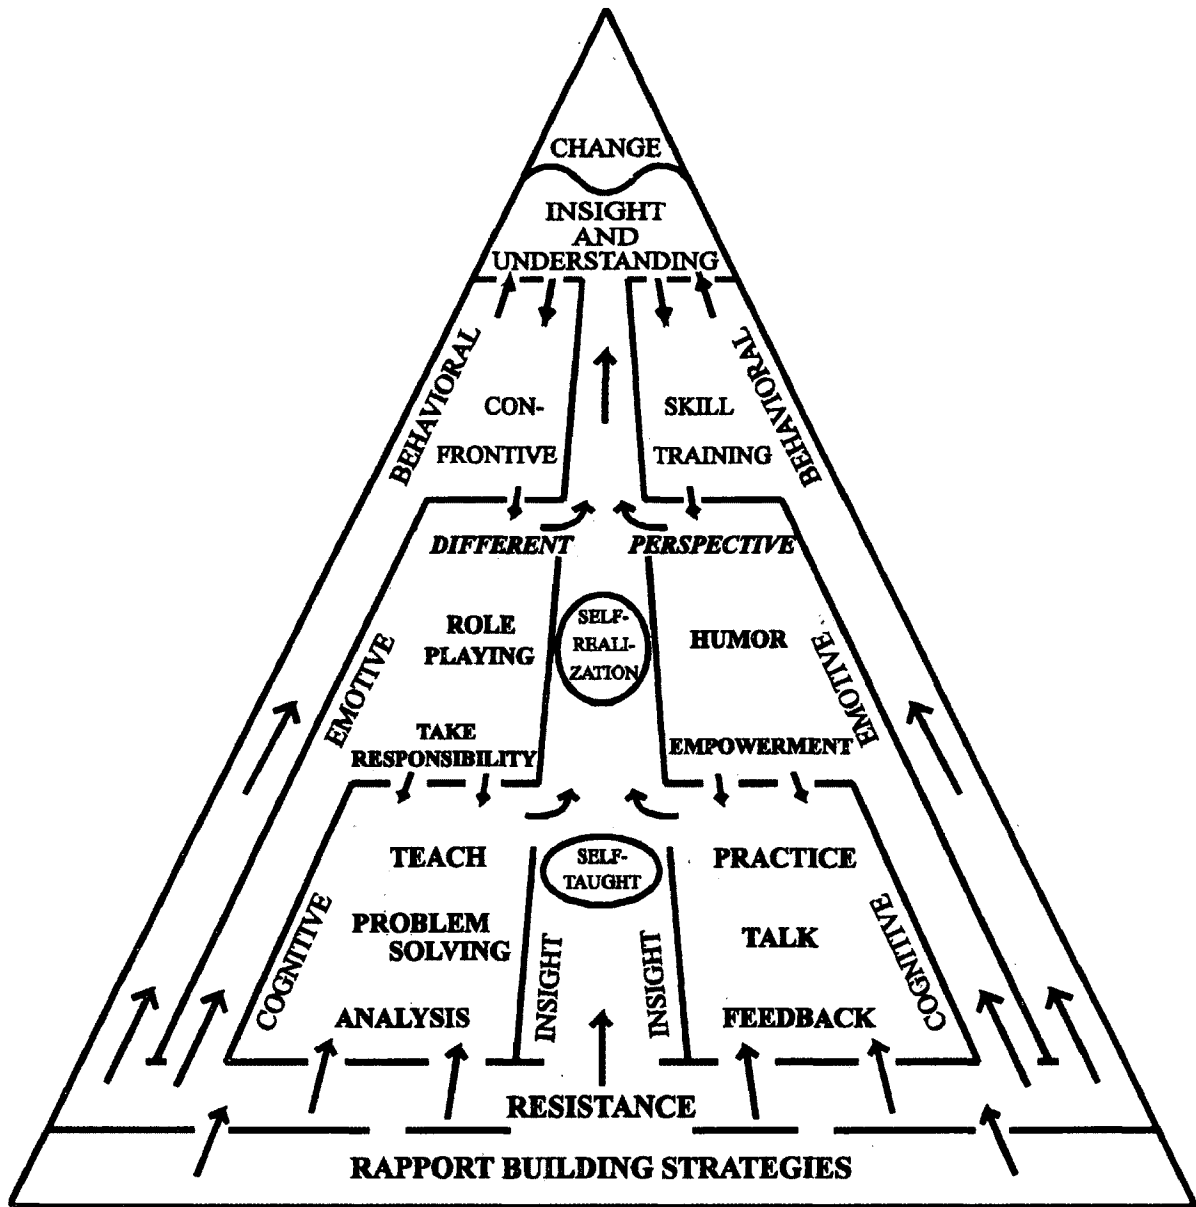 CHANGE
INSIGHT
AND
UNDERSTANDING
BEHAVIORAL
BEHAVIORAL
CON-
FRONTIVE
SKILL
TRAINING
DIFFERENT
PERSPECTIVE
EMOTIVE
ROLE
PLAYING
SELF-
REALI-
ZATION
HUMOR
EMOTIVE
TAKE
RESPONSIBILITY
EMPOWERMENT
COGNITIVE
TEACH
PROBLEM
SOLVING
ANALYSIS
INSIGHT
SELF-
TAUGHT
INSIGHT
PRACTICE
TALK
FEEDBACK
COGNITIVE
RESISTANCE
RAPPORT BUILDING STRATEGIES